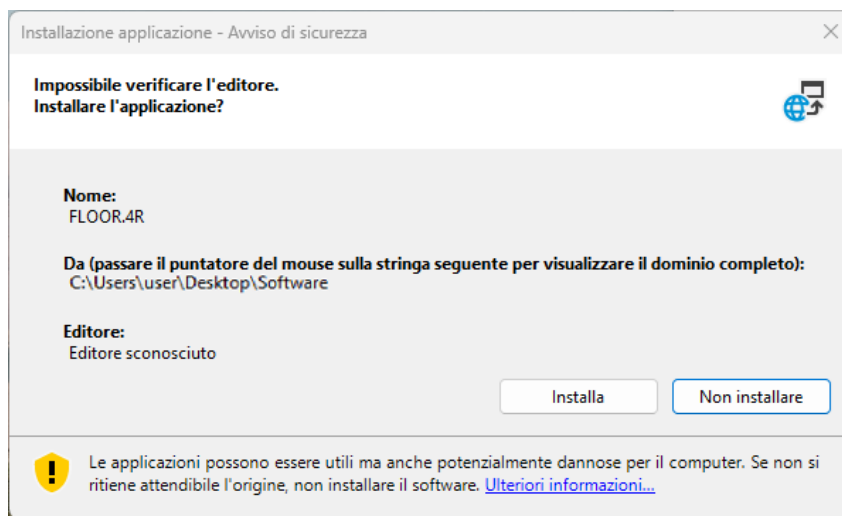 Installazione applicazione - Avviso di sicurezza
Impossibile verificare l'editore.
Installare l'applicazione?
Nome:
FLOOR.4R
Da (passare il puntatore del mouse sulla stringa seguente per visualizzare il dominio completo):
C:\Users\user\Desktop\Software
Editore:
Editore sconosciuto
Installa
Non installare
Le applicazioni possono essere utili ma anche potenzialmente dannose per il computer. Se non si
ritiene attendibile l'origine, non installare il software. Ulteriori informazioni...